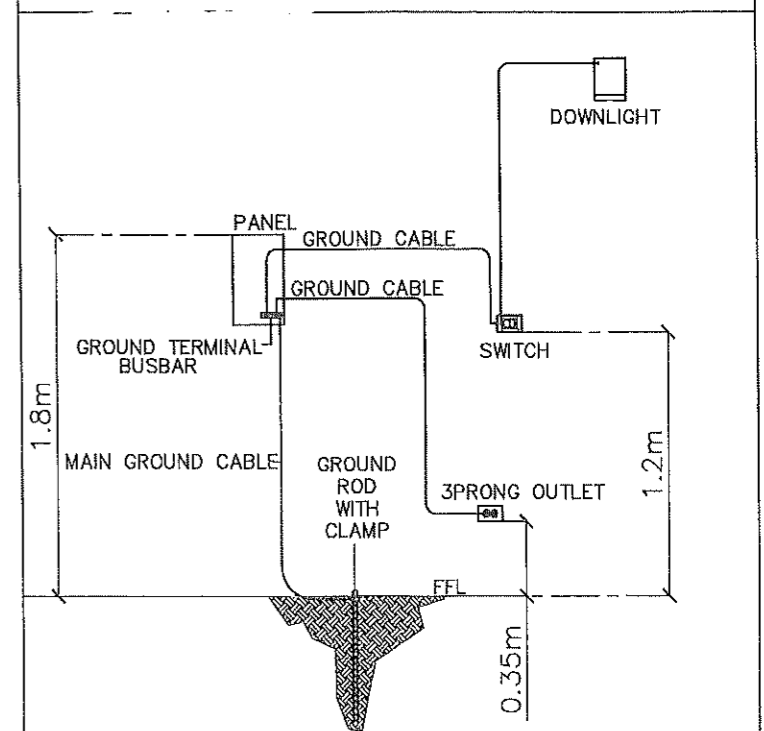 DOWNLIGHT
PANEL
GROUND CABLE
GROUND CABLE
GROUND TERMINAL
BUSBAR
SWITCH
1.8m
1.2m
MAIN GROUND CABLE
GROUND
ROD
WITH
CLAMP
3PRONG OUTLET
FFL
0.35m